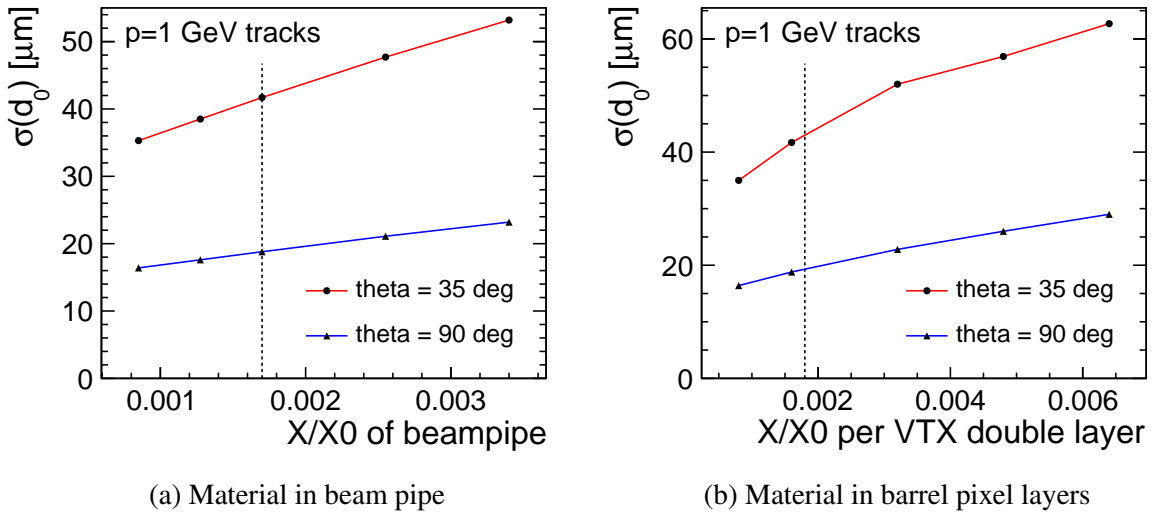 p=1 GeV tracks
σ(d₀) [μm]
50
40
30
20
10
0
theta = 35 deg
theta = 90 deg
0.001
0.002
0.003
X/X0 of beampipe
(a) Material in beam pipe
p=1 GeV tracks
σ(d₀) [μm]
60
40
20
0
theta = 35 deg
theta = 90 deg
0.002
0.004
0.006
X/X0 per VTX double layer
(b) Material in barrel pixel layers